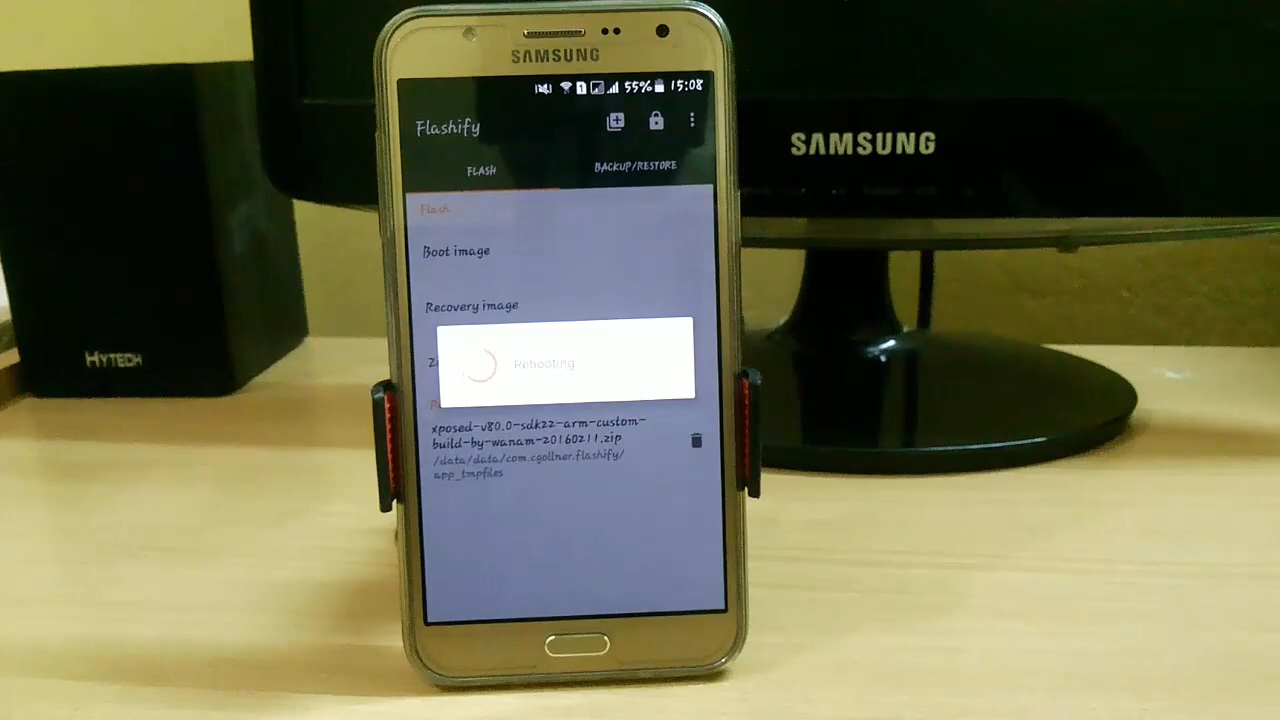 SAMSUNG
55% 15:08
Flashify
FLASH
BACKUP/RESTORE
Flash
Boot image
Recovery image
Rebooting
xposed-v80.0-sdk22-arm-custom-
build-by-wanam-20160211.zip
/data/data/com.cgollner.flashify/
app_tmpfiles
SAMSUNG
HYTECH